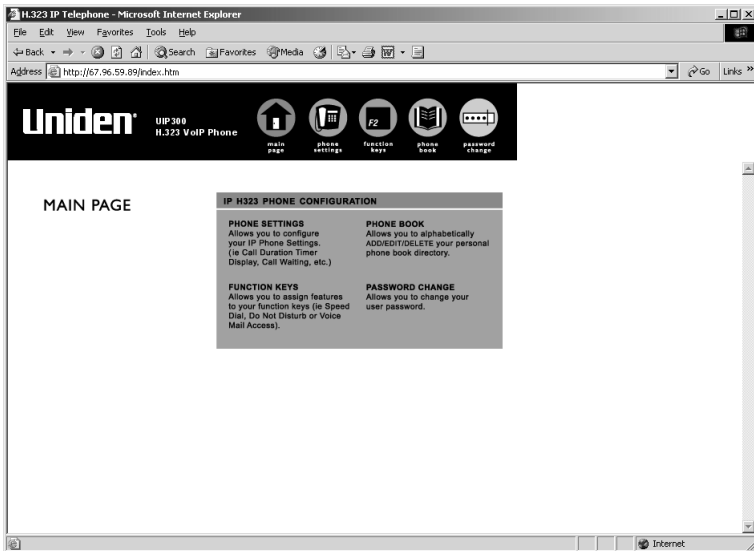 H.323 IP Telephone - Microsoft Internet Explorer
File Edit View Favorites Tools Help
Back Search Favorites Media
Address http://67.96.59.89/index.htm Go Links »
Uniden®
UIP300
H.323 VoIP Phone
F2
main
page
phone
settings
function
keys
phone
book
password
change
MAIN PAGE
IP H323 PHONE CONFIGURATION
PHONE SETTINGS
Allows you to configure
your IP Phone Settings.
(ie Call Duration Timer
Display, Call Waiting, etc.)
PHONE BOOK
Allows you to alphabetically
ADD/EDIT/DELETE your personal
phone book directory.
FUNCTION KEYS
Allows you to assign features
to your function keys (ie Speed
Dial, Do Not Disturb or Voice
Mail Access).
PASSWORD CHANGE
Allows you to change your
user password.
Internet